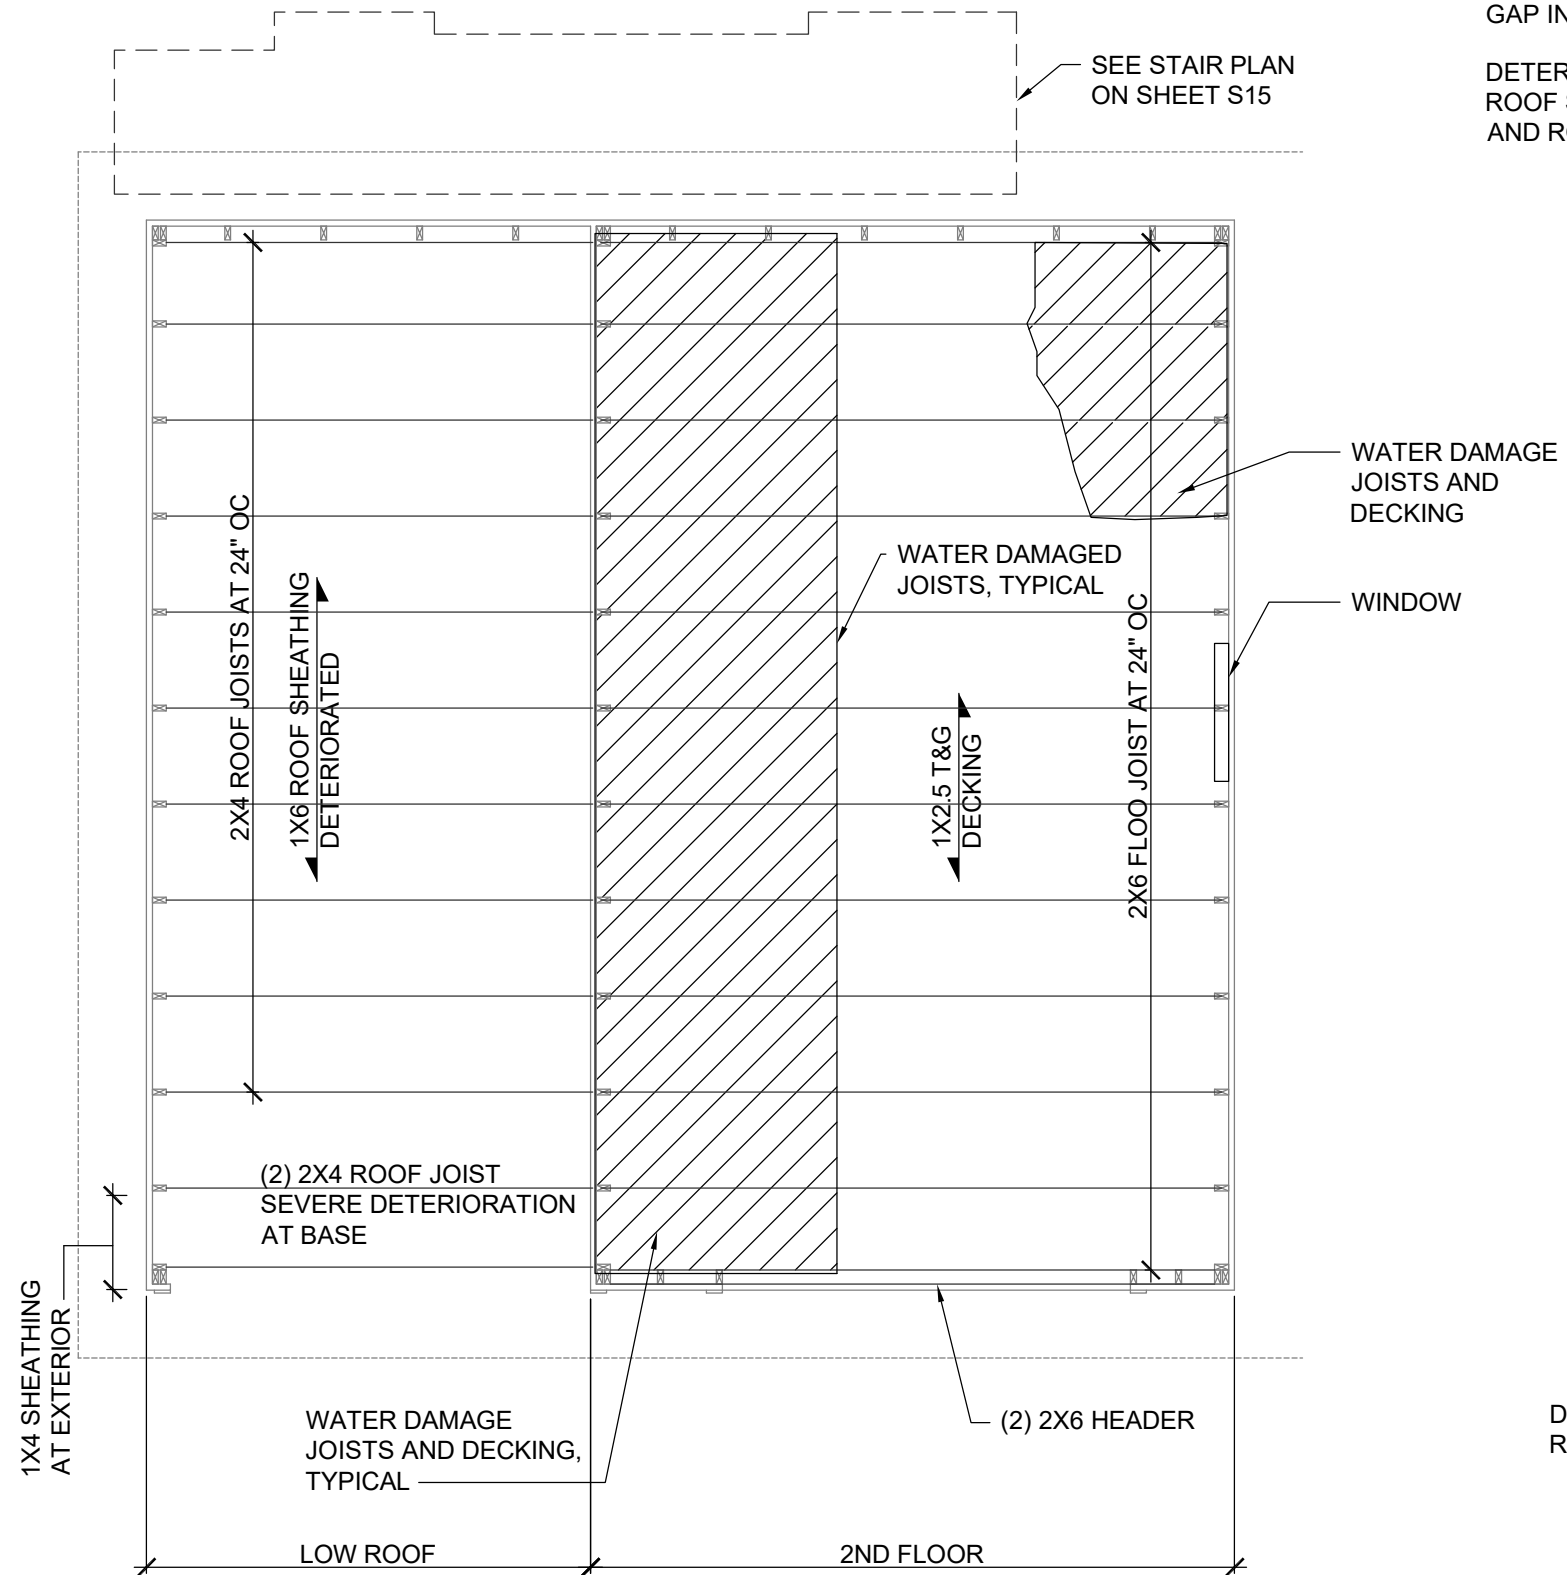 GAP IN
SEE STAIR PLAN
ON SHEET S15
DETER
ROOF
AND R
WATER DAMAGE
JOISTS AND
DECKING
WATER DAMAGED
JOISTS, TYPICAL
WINDOW
2X4 ROOF JOISTS AT 24" OC
1X6 ROOF SHEATHING
DETERIORATED
1X2.5 T&G
DECKING
2X6 FLOO JOIST AT 24" OC
(2) 2X4 ROOF JOIST
SEVERE DETERIORATION
AT BASE
1X4 SHEATHING
AT EXTERIOR
WATER DAMAGE
JOISTS AND DECKING,
TYPICAL
(2) 2X6 HEADER
D
R
LOW ROOF
2ND FLOOR